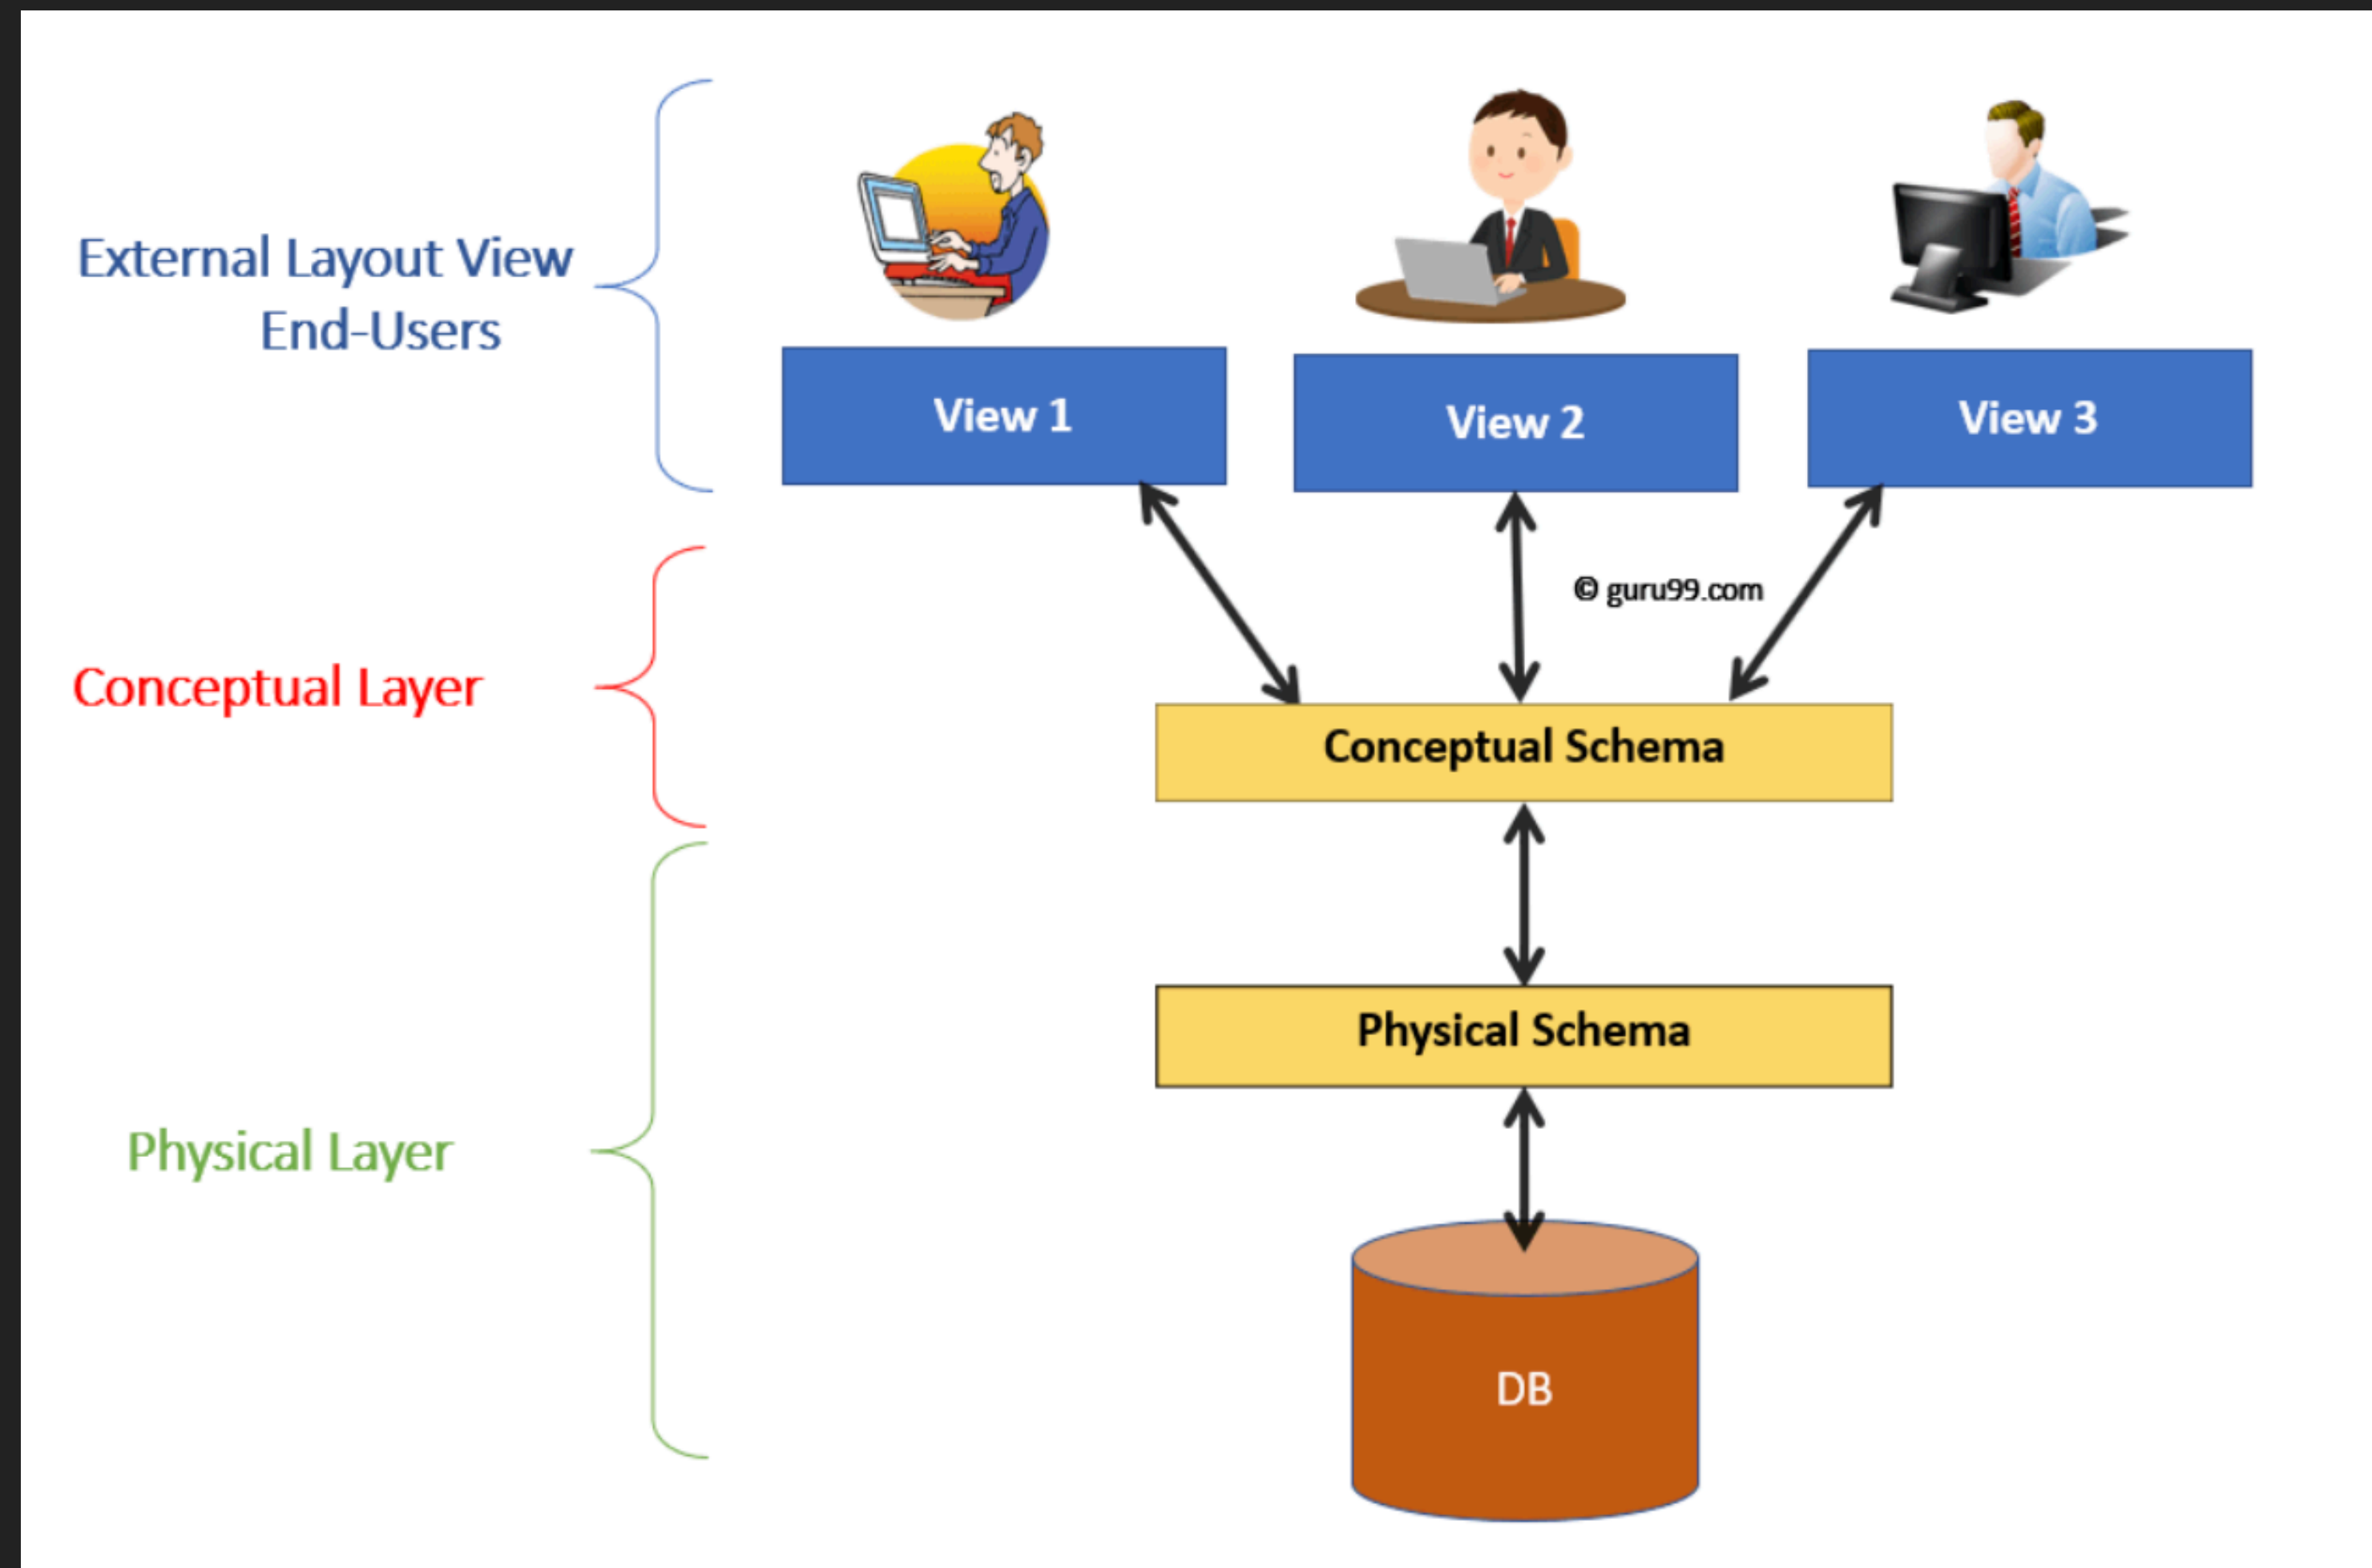 External Layout View
End-Users
View 1
View 2
View 3
© guru99.com
Conceptual Layer
Conceptual Schema
Physical Schema
Physical Layer
DB